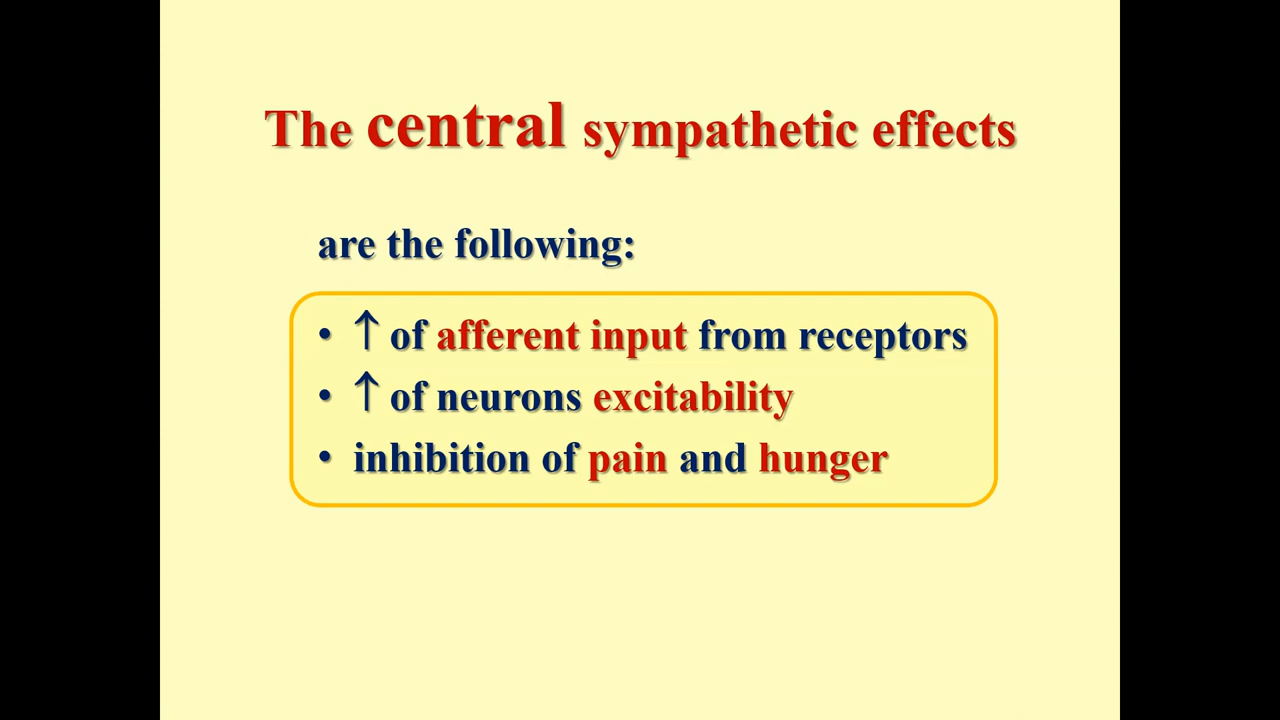 The central sympathetic effects
are the following:
• ↑ of afferent input from receptors
• ↑ of neurons excitability
• inhibition of pain and hunger